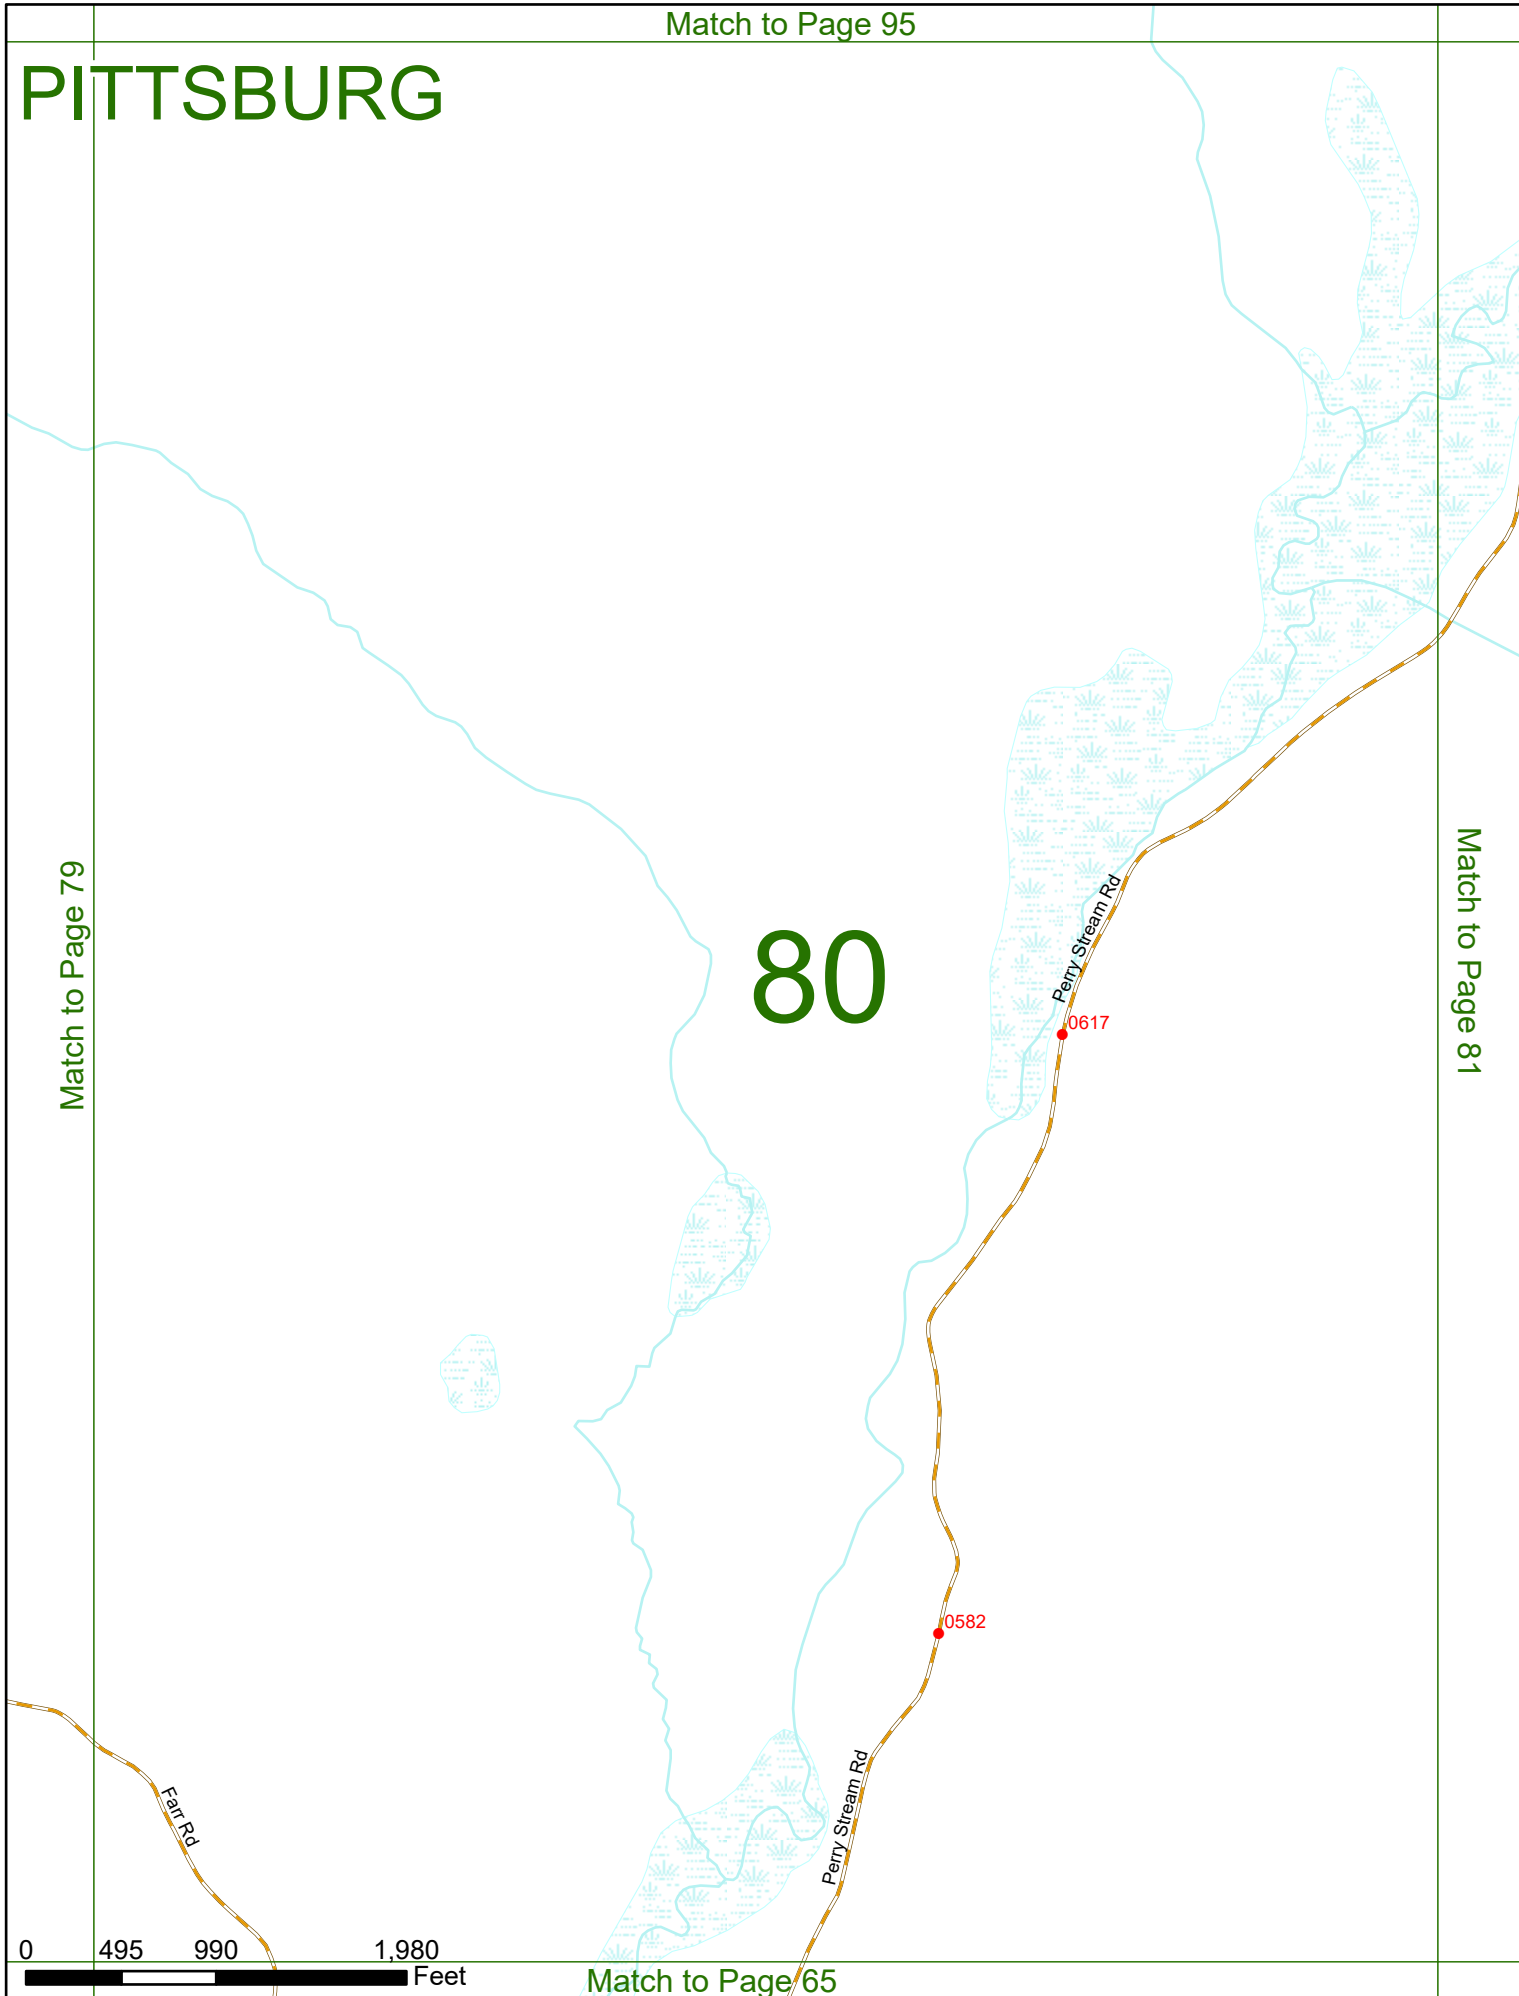 Match to Page 95
PITTSBURG
Match to Page 79
80
Match to Page 81
Perry Stream Rd
0617
0582
Perry Stream Rd
Farr Rd
0 495 990 1,980
Feet
Match to Page 65